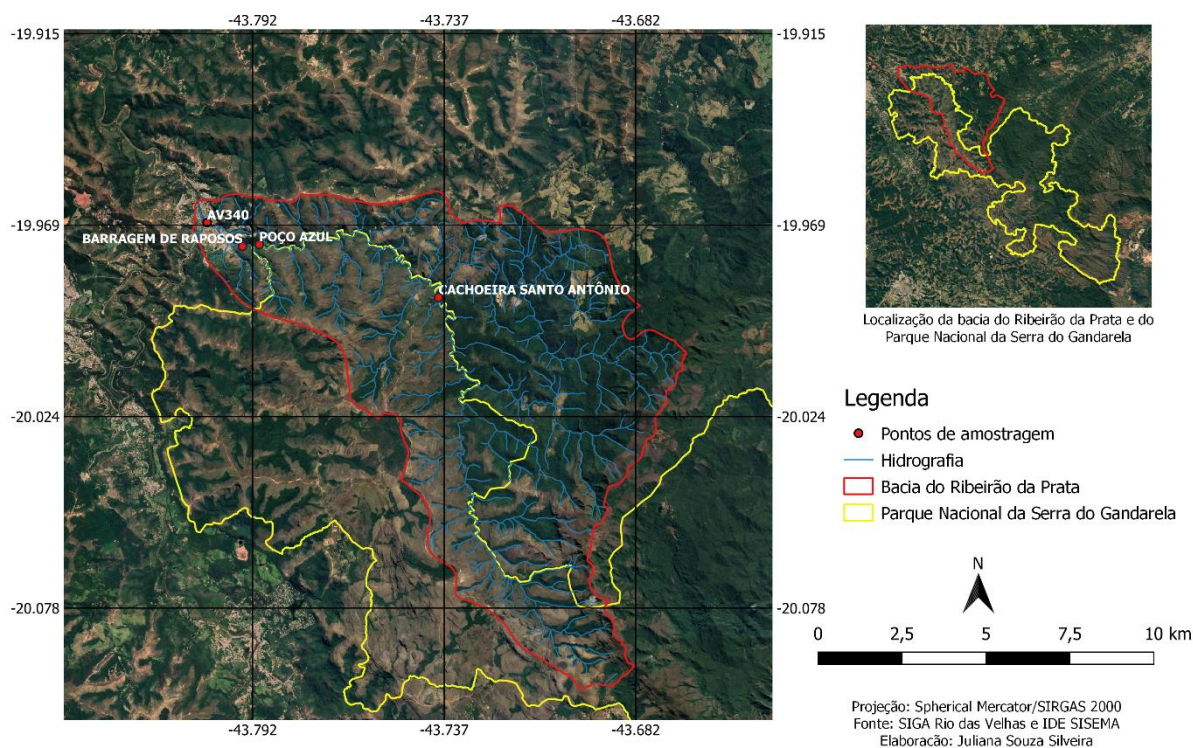 -43.792
-43.737
-43.682
-19.915
-19.915
AV340
-19.969
-19.969
BARRAGEM DE RAPOSOS
POÇO AZUL
CACHOEIRA SANTO ANTÔNIO
-20.024
-20.024
-20.078
-20.078
-43.792
-43.737
-43.682
Localização da bacia do Ribeirão da Prata e do
Parque Nacional da Serra do Gandarela
Legenda
Pontos de amostragem
Hidrografia
Bacia do Ribeirão da Prata
Parque Nacional da Serra do Gandarela
N
0 2,5 5 7,5 10 km
Projeção: Spherical Mercator/SIRGAS 2000
Fonte: SIGA Rio das Velhas e IDE SISEMA
Elaboração: Juliana Souza Silveira